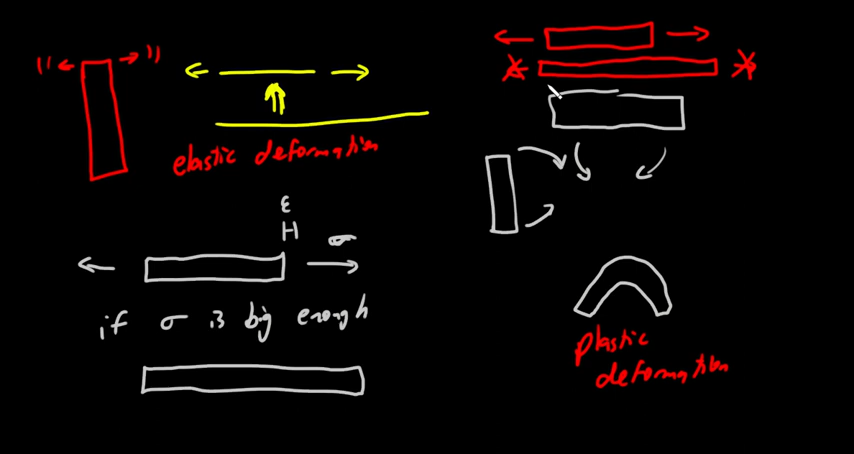 elastic deformation
ε
σ
if σ is big enough
plastic
deformation